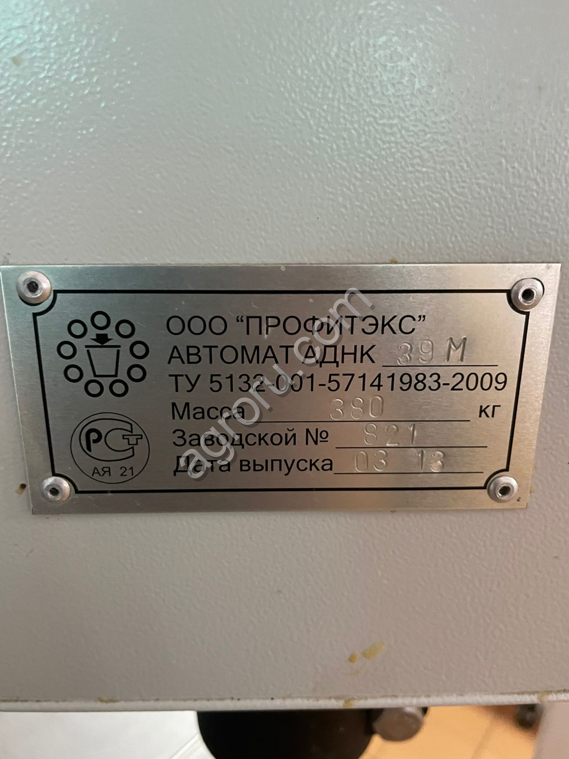 ООО "ПРОФИТЭКС"
АВТОМАТ АДНК 39 М
ТУ 5132-001-57141983-2009
Масса 380 кг
Заводской № 821
Дата выпуска 03 13
РСТ
АЯ 21
agroru.com